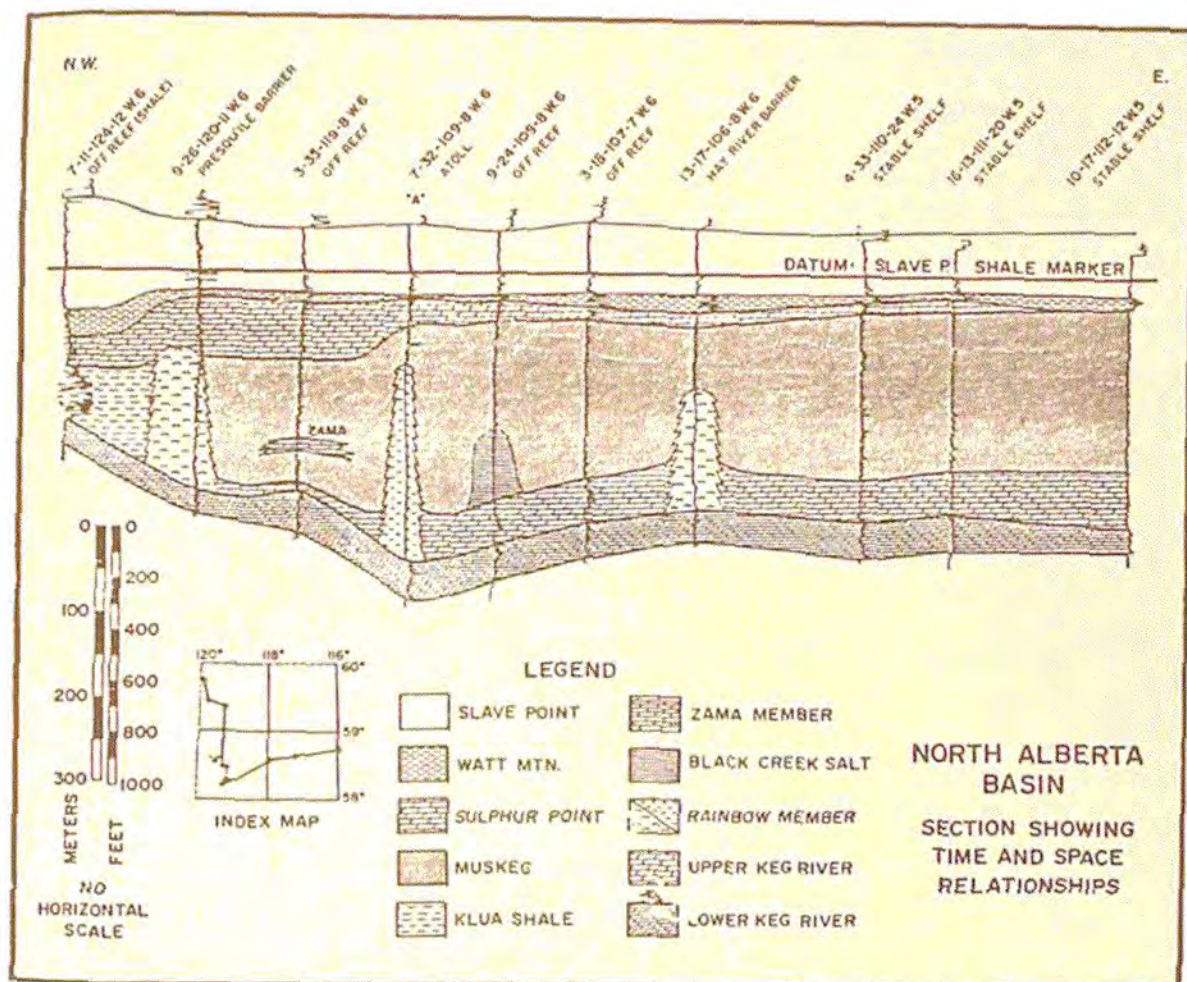 N.W.
E.
7-11-124-12 W.6
OFF REEF (SHALE)
9-26-120-11 W.6
PRESQU'ILE BARRIER
3-35-119-8 W.6
OFF REEF
7-32-109-8 W.6
ATOLL
"A"
9-24-109-8 W.6
OFF REEF
3-18-107-7 W.6
OFF REEF
13-17-106-8 W.6
HAY RIVER BARRIER
4-33-110-24 W.5
STABLE SHELF
16-13-111-20 W.5
STABLE SHELF
10-17-112-12 W.5
STABLE SHELF
DATUM- SLAVE P. SHALE MARKER
ZAMA
0
100
200
300
METERS
0
200
400
600
800
1000
FEET
NO
HORIZONTAL
SCALE
120° 118° 116°
60°
59°
58°
INDEX MAP
LEGEND
SLAVE POINT
WATT MTN.
SULPHUR POINT
MUSKEG
KLUA SHALE
ZAMA MEMBER
BLACK CREEK SALT
RAINBOW MEMBER
UPPER KEG RIVER
LOWER KEG RIVER
NORTH ALBERTA
BASIN
SECTION SHOWING
TIME AND SPACE
RELATIONSHIPS